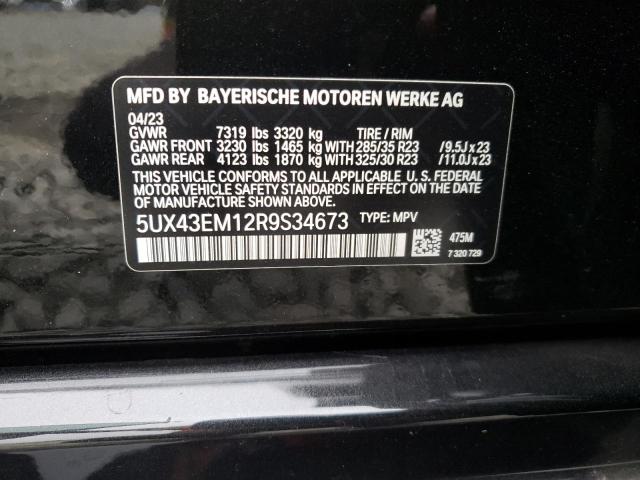 MFD BY BAYERISCHE MOTOREN WERKE AG
04/23
GVWR 7319 lbs 3320 kg TIRE / RIM
GAWR FRONT 3230 lbs 1465 kg WITH 285/35 R23 /9.5J x 23
GAWR REAR 4123 lbs 1870 kg WITH 325/30 R23 /11.0J x 23
THIS VEHICLE CONFORMS TO ALL APPLICABLE U. S. FEDERAL
MOTOR VEHICLE SAFETY STANDARDS IN EFFECT ON THE DATE
OF MANUFACTURE SHOWN ABOVE.
5UX43EM12R9S34673 TYPE: MPV
475M
7 320 729